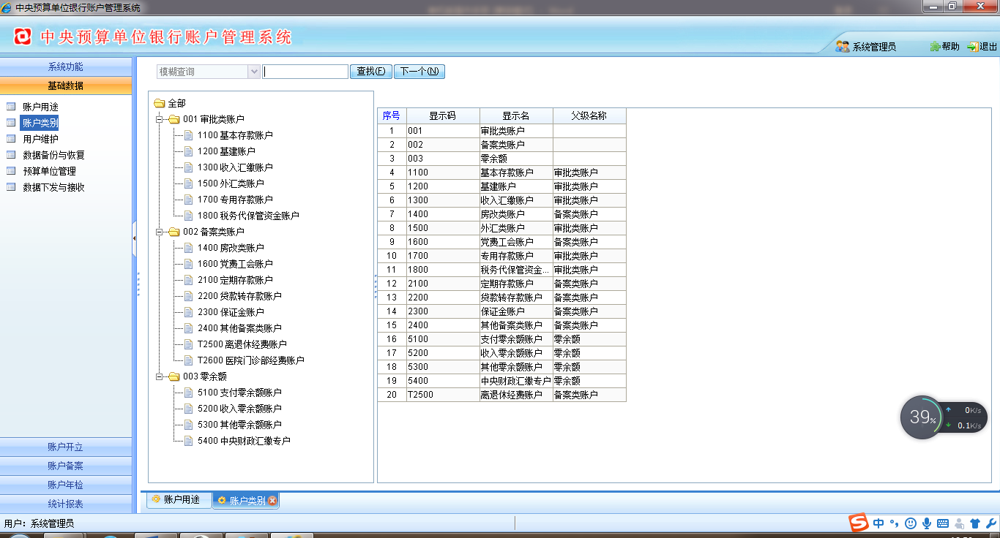 中央预算单位银行账户管理系统
中央预算单位银行账户管理系统
系统管理员 帮助 退出
系统功能
基础数据
账户用途
账户类别
用户维护
数据备份与恢复
预算单位管理
数据下发与接收
账户开立
账户备案
账户年检
统计报表
模糊查询 查找(F) 下一个(N)
全部
001 审批类账户
1100 基本存款账户
1200 基建账户
1300 收入汇缴账户
1500 外汇类账户
1700 专用存款账户
1800 税务代保管资金账户
002 备案类账户
1400 房改类账户
1600 党费工会账户
2100 定期存款账户
2200 贷款转存款账户
2300 保证金账户
2400 其他备案类账户
T2500 离退休经费账户
T2600 医院门诊部经费账户
003 零余额
5100 支付零余额账户
5200 收入零余额账户
5300 其他零余额账户
5400 中央财政汇缴专户
序号 显示码 显示名 父级名称
1 001 审批类账户
2 002 备案类账户
3 003 零余额
4 1100 基本存款账户 审批类账户
5 1200 基建账户 审批类账户
6 1300 收入汇缴账户 审批类账户
7 1400 房改类账户 备案类账户
8 1500 外汇类账户 审批类账户
9 1600 党费工会账户 备案类账户
10 1700 专用存款账户 审批类账户
11 1800 税务代保管资金... 审批类账户
12 2100 定期存款账户 备案类账户
13 2200 贷款转存款账户 备案类账户
14 2300 保证金账户 备案类账户
15 2400 其他备案类账户 备案类账户
16 5100 支付零余额账户 零余额
17 5200 收入零余额账户 零余额
18 5300 其他零余额账户 零余额
19 5400 中央财政汇缴专户 零余额
20 T2500 离退休经费账户 备案类账户
39% 0K/s
0.1K/s
账户用途 账户类别
用户: 系统管理员
中